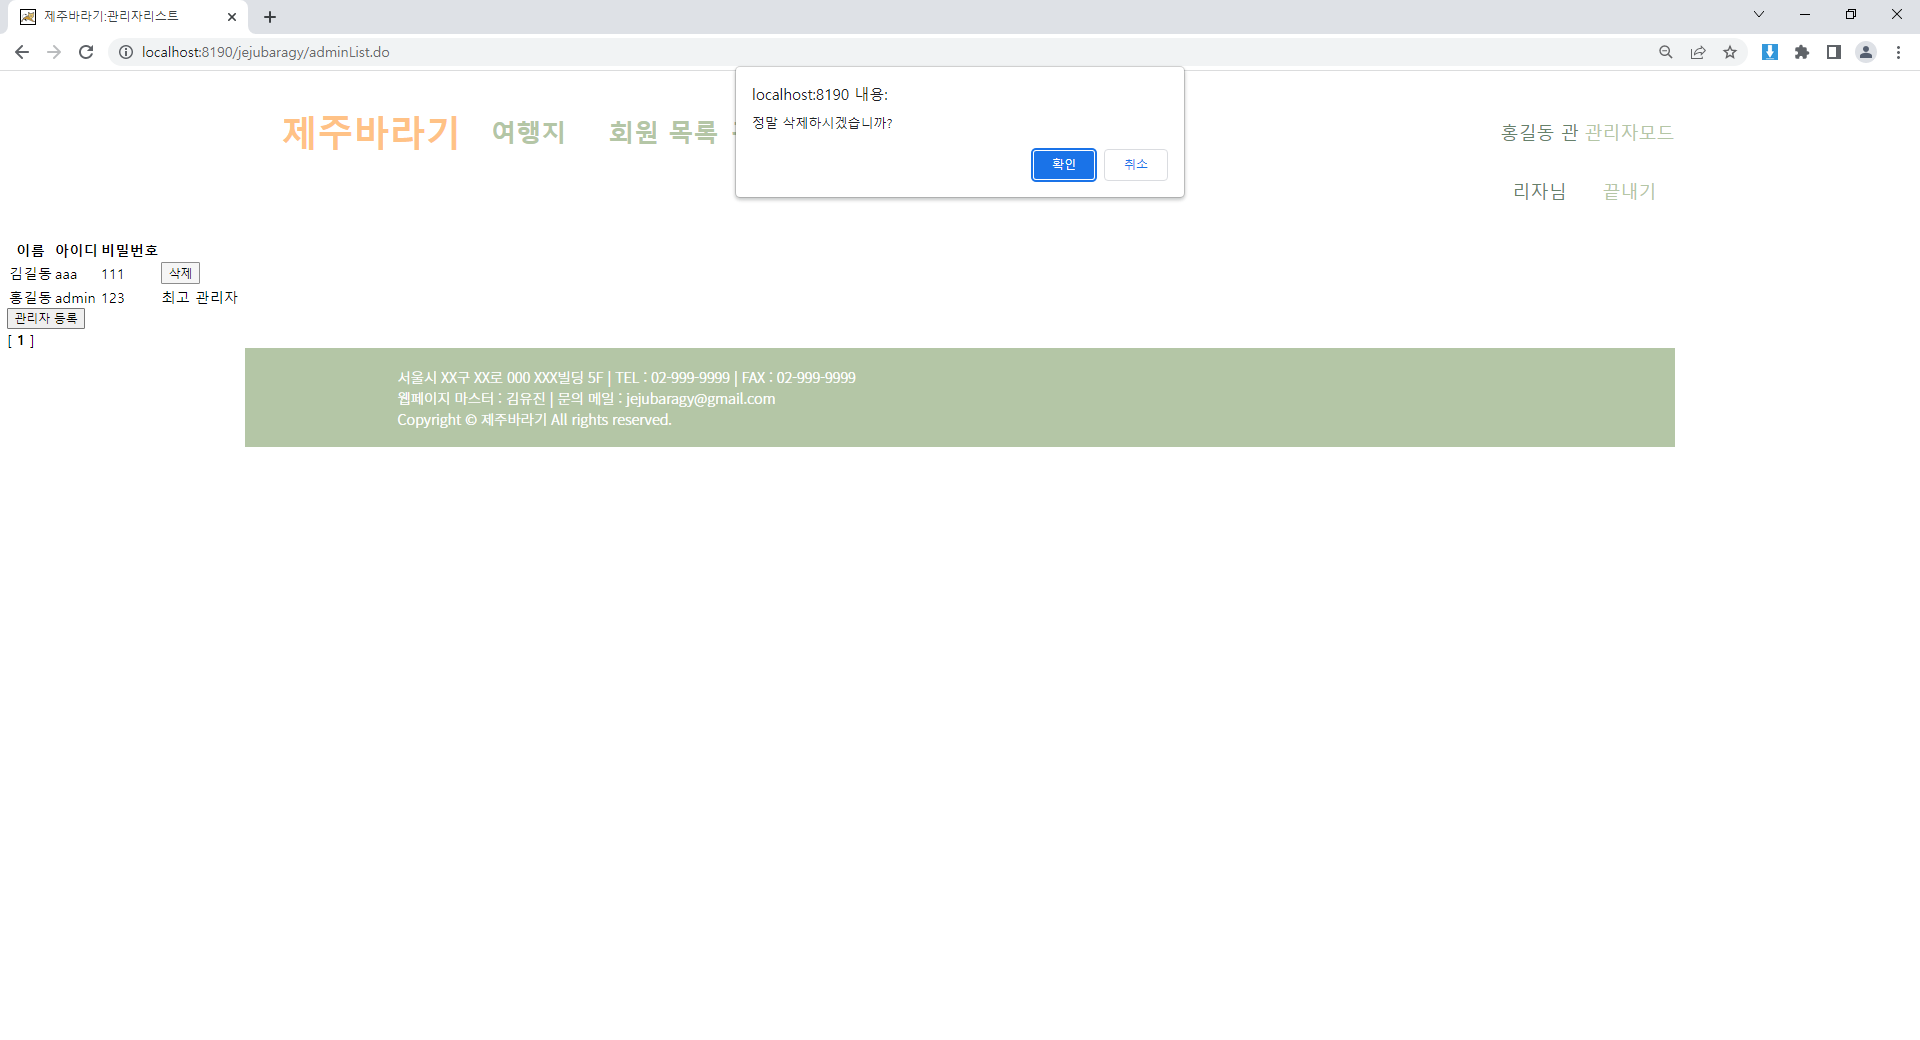 제주바라기:관리자리스트
localhost:8190/jejubaragy/adminList.do
localhost:8190 내용:
정말 삭제하시겠습니까?
확인 취소
제주바라기 여행지 회원 목록
홍길동 관 관리자모드
리자님 끝내기
이름 아이디 비밀번호
김길동 aaa 111 삭제
홍길동 admin 123 최고 관리자
관리자 등록
[ 1 ]
서울시 XX구 XX로 000 XXX빌딩 5F | TEL : 02-999-9999 | FAX : 02-999-9999
웹페이지 마스터 : 김유진 | 문의 메일 : jejubaragy@gmail.com
Copyright © 제주바라기 All rights reserved.